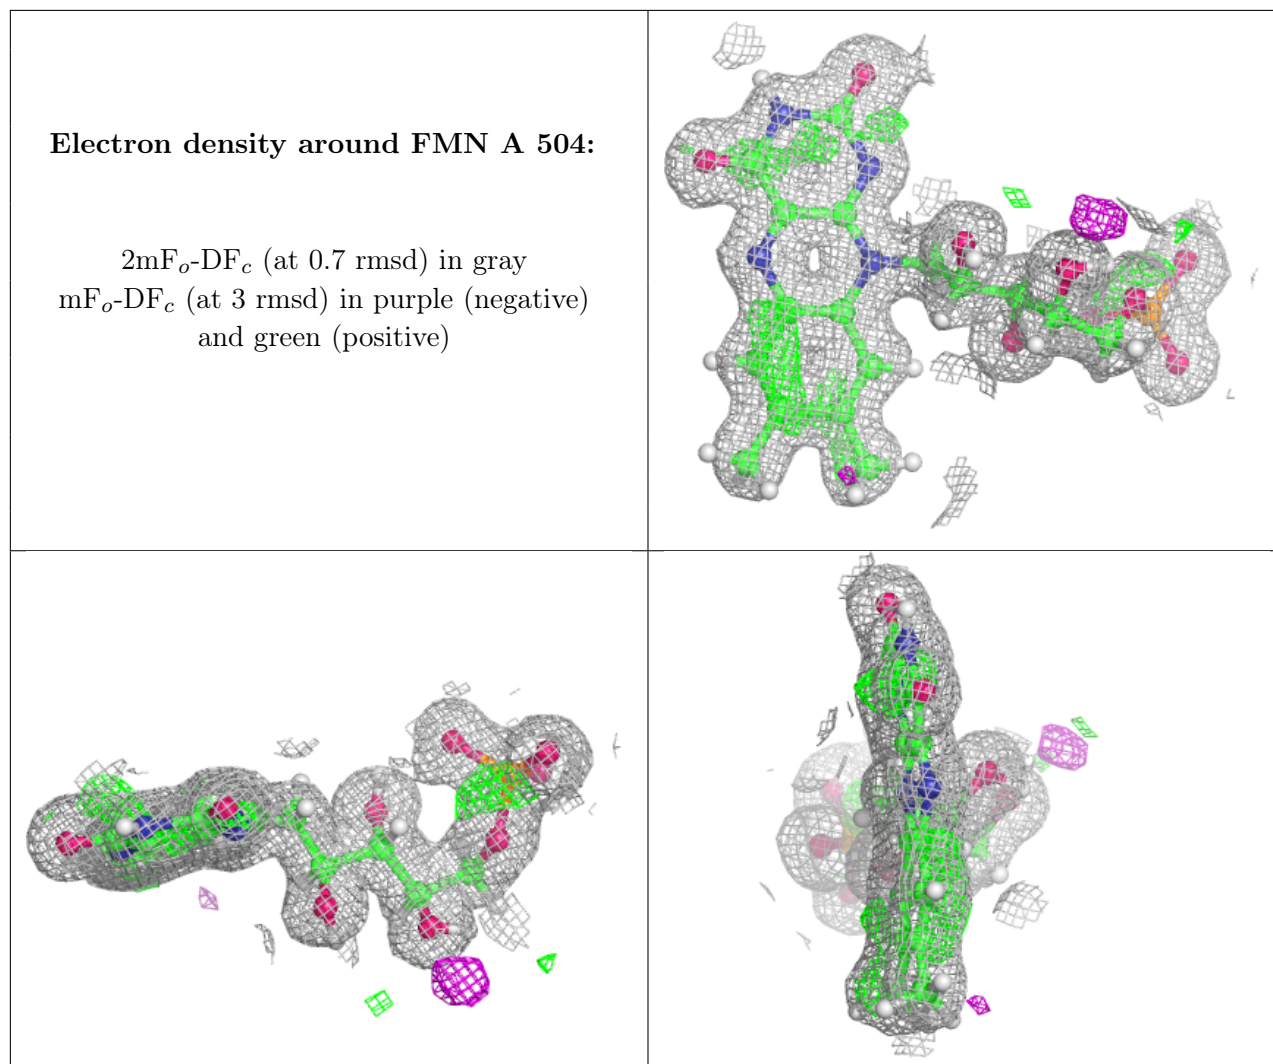 Electron density around FMN A 504:
2mFo-DFc (at 0.7 rmsd) in gray
mFo-DFc (at 3 rmsd) in purple (negative)
and green (positive)